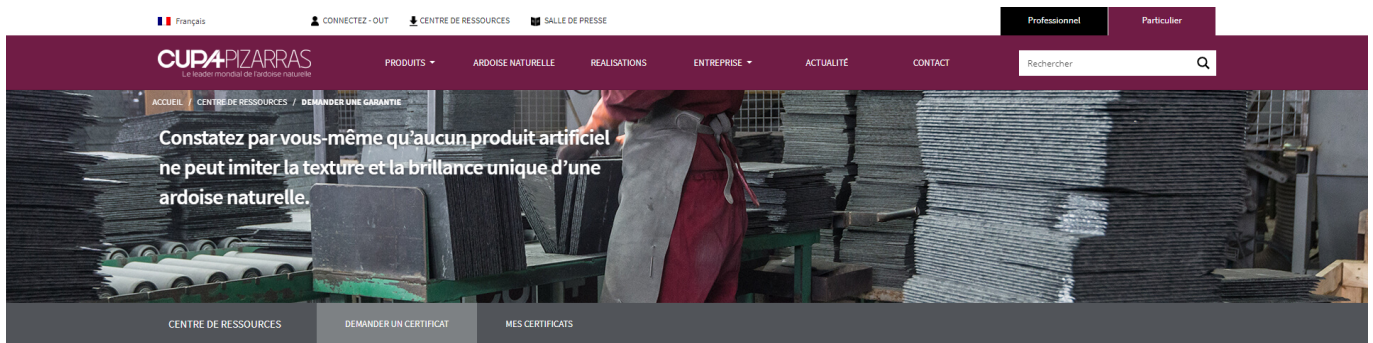 Français
CONNECTEZ - OUT
CENTRE DE RESSOURCES
SALLE DE PRESSE
Professionnel
Particulier
CUPA PIZARRAS
Le leader mondial de l'ardoise naturelle
PRODUITS
ARDOISE NATURELLE
REALISATIONS
ENTREPRISE
ACTUALITÉ
CONTACT
Rechercher
ACCUEIL / CENTRE DE RESSOURCES / DEMANDER UNE GARANTIE
Constatez par vous-même qu'aucun produit artificiel
ne peut imiter la texture et la brillance unique d'une
ardoise naturelle.
CENTRE DE RESSOURCES
DEMANDER UN CERTIFICAT
MES CERTIFICATS